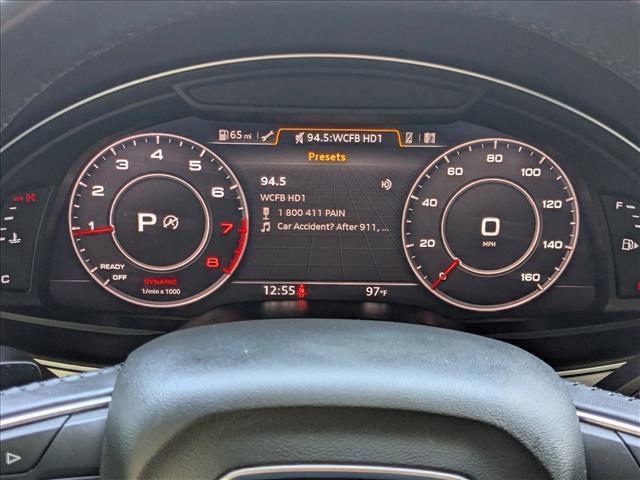 65 mi
94.5:WCFB HD1
Presets
94.5
WCFB HD1
1 800 411 PAIN
Car Accident? After 911, ...
12:55
97°F
1 2 3 4 5 6 7 8
P
READY
OFF
DYNAMIC
1/min x 1000
0 20 40 60 80 100 120 140 160
0
MPH
H
C
F